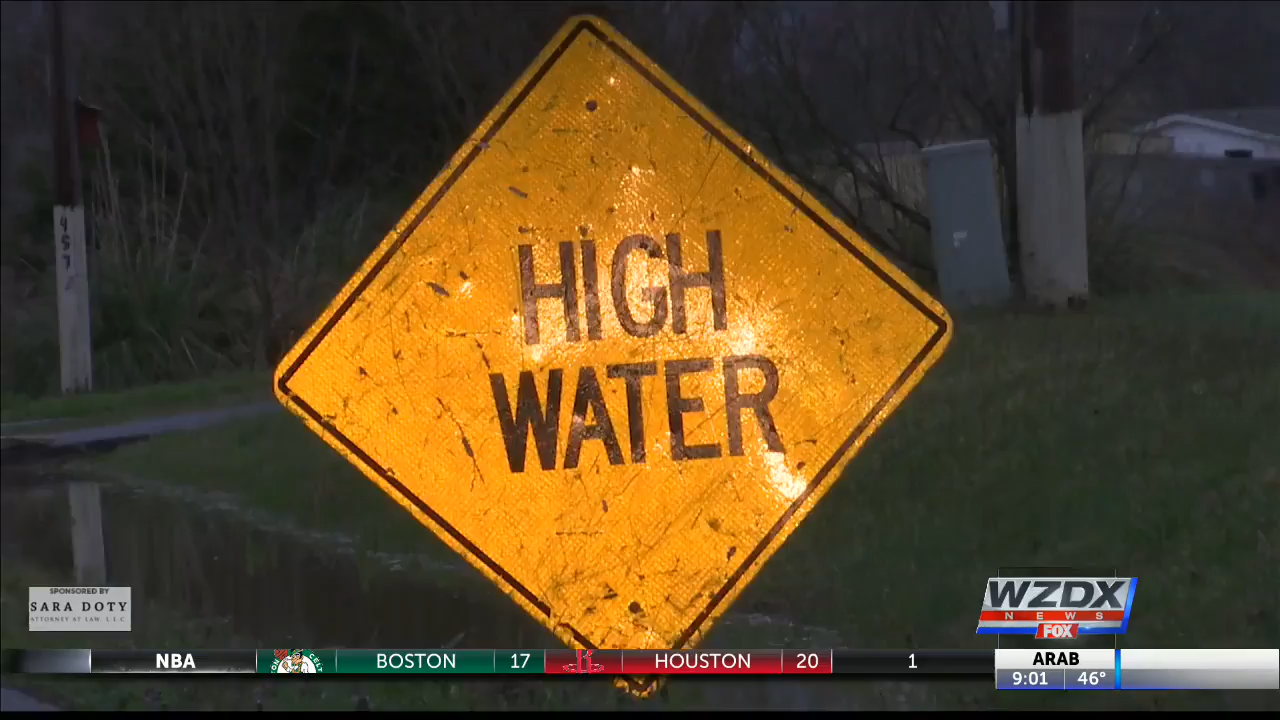 HIGH
WATER
SPONSORED BY
SARA DOTY
ATTORNEY AT LAW L.L.C.
WZDX
NEWS
FOX
NBA BOSTON 17 HOUSTON 20 1
ARAB
9:01 46°